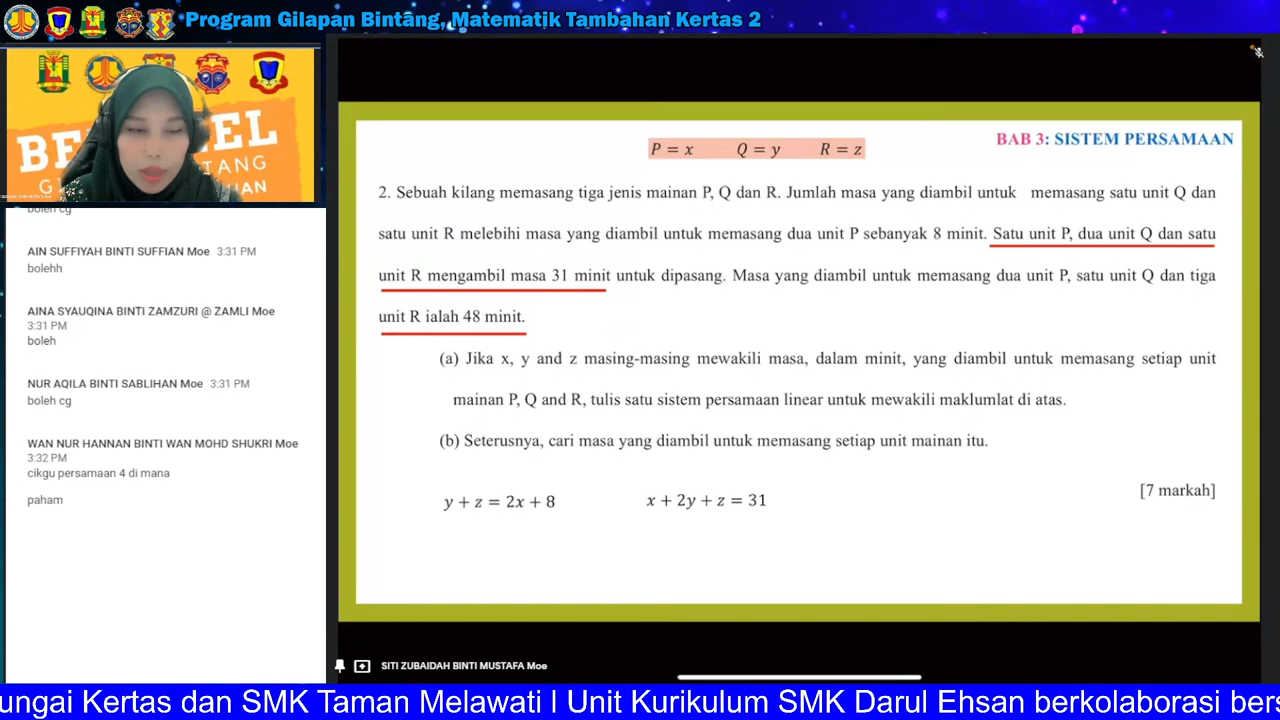 Program Gilapan Bintang, Matematik Tambahan Kertas 2
boleh cg
AIN SUFFIYAH BINTI SUFFIAN Moe 3:31 PM
bolehh
AINA SYAUQINA BINTI ZAMZURI @ ZAMLI Moe
3:31 PM
boleh
NUR AQILA BINTI SABLIHAN Moe 3:31 PM
boleh cg
WAN NUR HANNAN BINTI WAN MOHD SHUKRI Moe
3:32 PM
cikgu persamaan 4 di mana
paham
P = x Q = y R = z
BAB 3: SISTEM PERSAMAAN
2. Sebuah kilang memasang tiga jenis mainan P, Q dan R. Jumlah masa yang diambil untuk memasang satu unit Q dan
satu unit R melebihi masa yang diambil untuk memasang dua unit P sebanyak 8 minit. Satu unit P, dua unit Q dan satu
unit R mengambil masa 31 minit untuk dipasang. Masa yang diambil untuk memasang dua unit P, satu unit Q dan tiga
unit R ialah 48 minit.
(a) Jika x, y and z masing-masing mewakili masa, dalam minit, yang diambil untuk memasang setiap unit
mainan P, Q and R, tulis satu sistem persamaan linear untuk mewakili maklumlat di atas.
(b) Seterusnya, cari masa yang diambil untuk memasang setiap unit mainan itu.
[7 markah]
y + z = 2x + 8 x + 2y + z = 31
SITI ZUBAIDAH BINTI MUSTAFA Moe
ungai Kertas dan SMK Taman Melawati l Unit Kurikulum SMK Darul Ehsan berkolaborasi bers